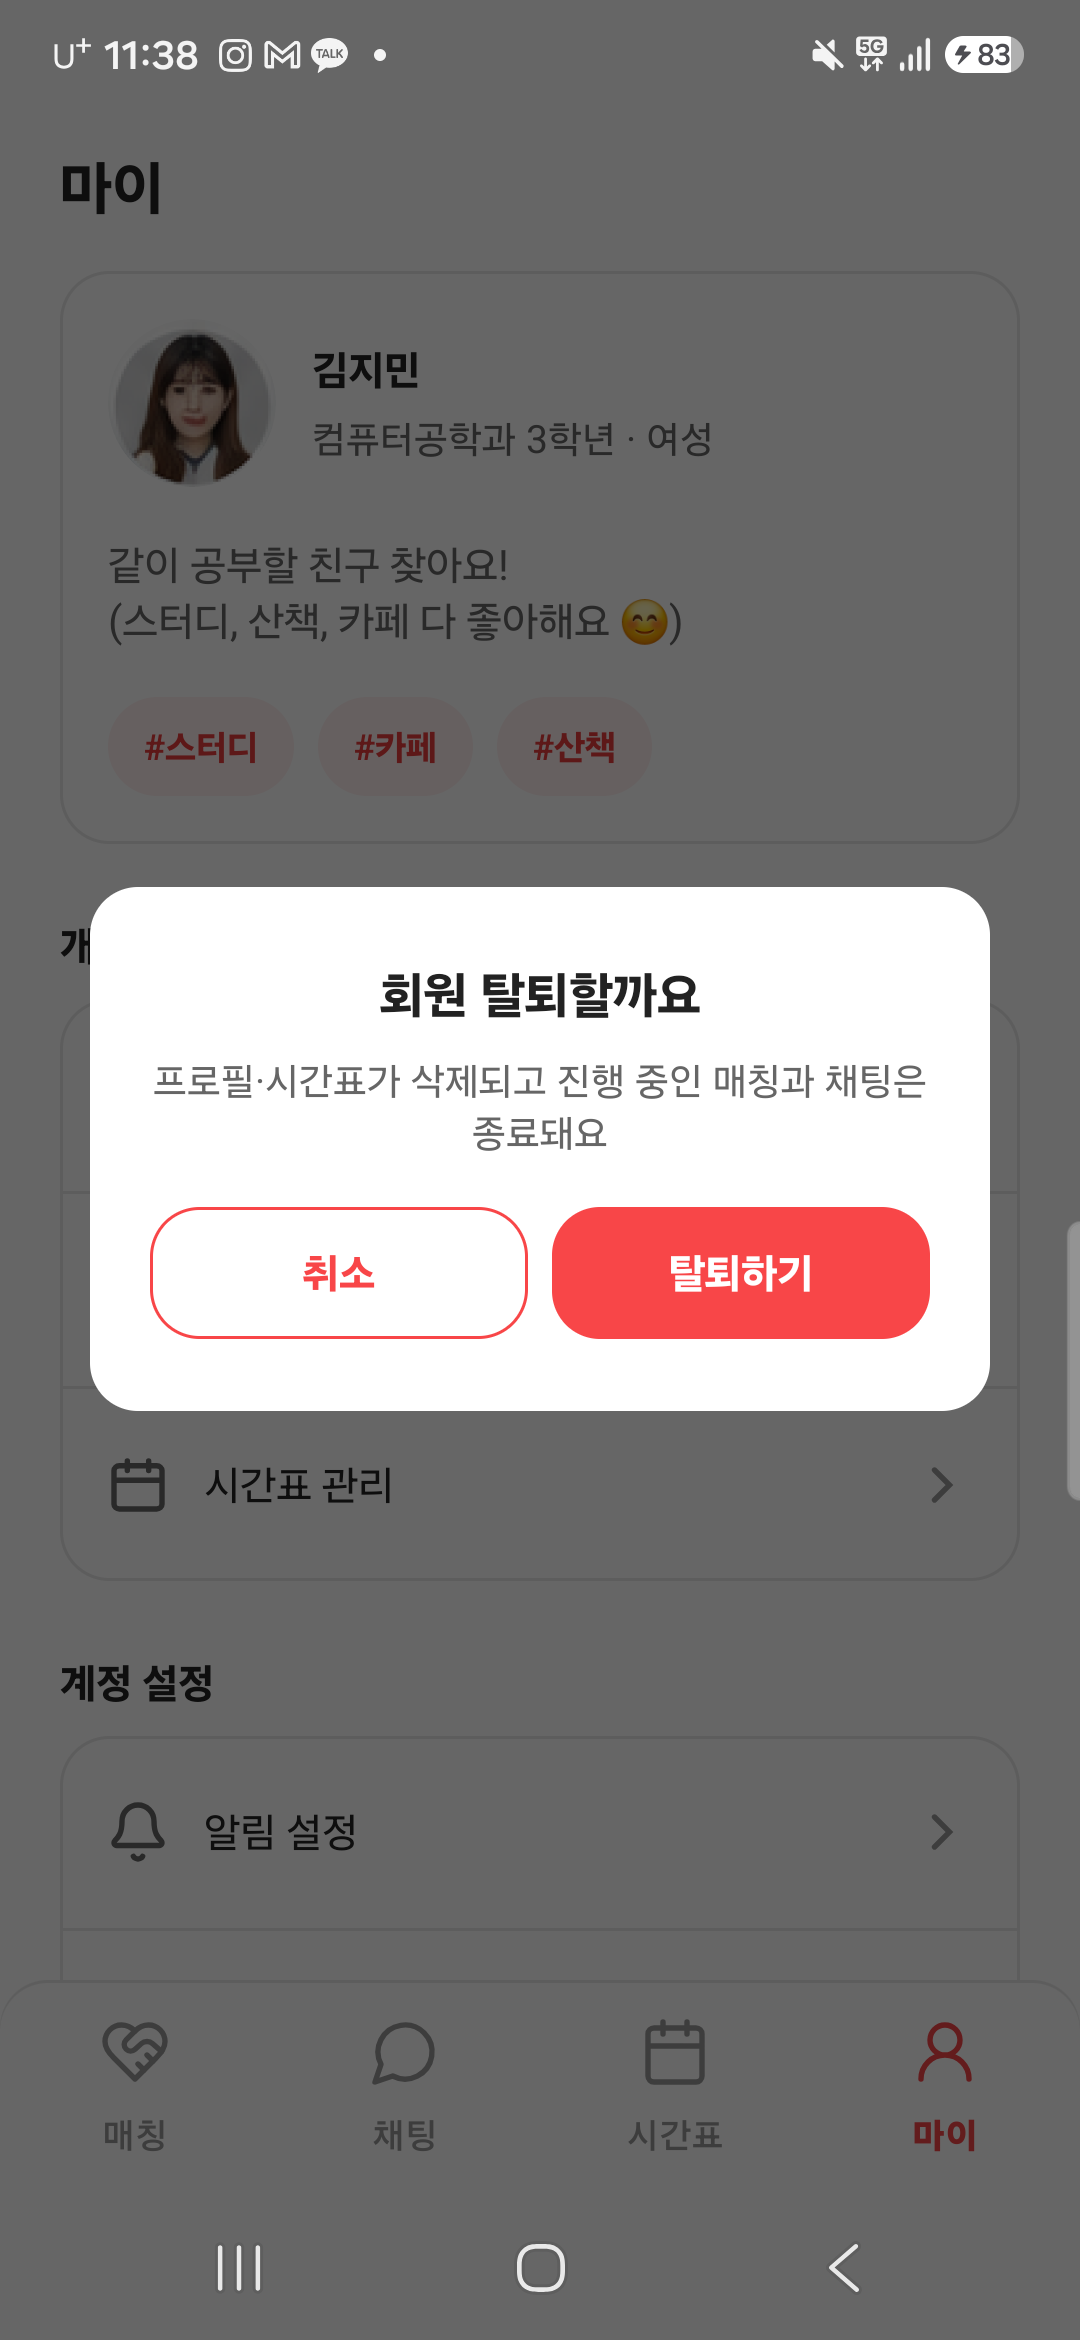 U+ 11:38 TALK 5G 83
마이
김지민
컴퓨터공학과 3학년 · 여성
같이 공부할 친구 찾아요!
(스터디, 산책, 카페 다 좋아해요 😊)
#스터디 #카페 #산책
개
회원 탈퇴할까요
프로필·시간표가 삭제되고 진행 중인 매칭과 채팅은
종료돼요
취소 탈퇴하기
시간표 관리
계정 설정
알림 설정
매칭 채팅 시간표 마이